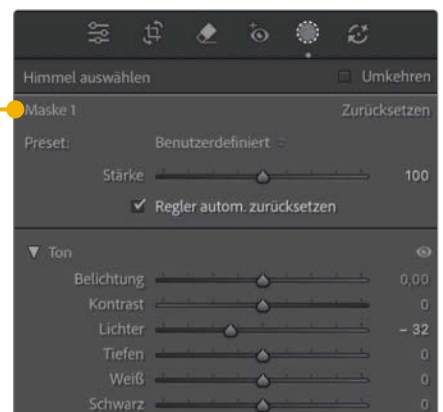 Himmel auswählen Umkehren
Maske 1 Zurücksetzen
Preset: Benutzerdefiniert
Stärke 100
Regler autom. zurücksetzen
Ton
Belichtung 0,00
Kontrast 0
Lichter – 32
Tiefen 0
Weiß 0
Schwarz 0